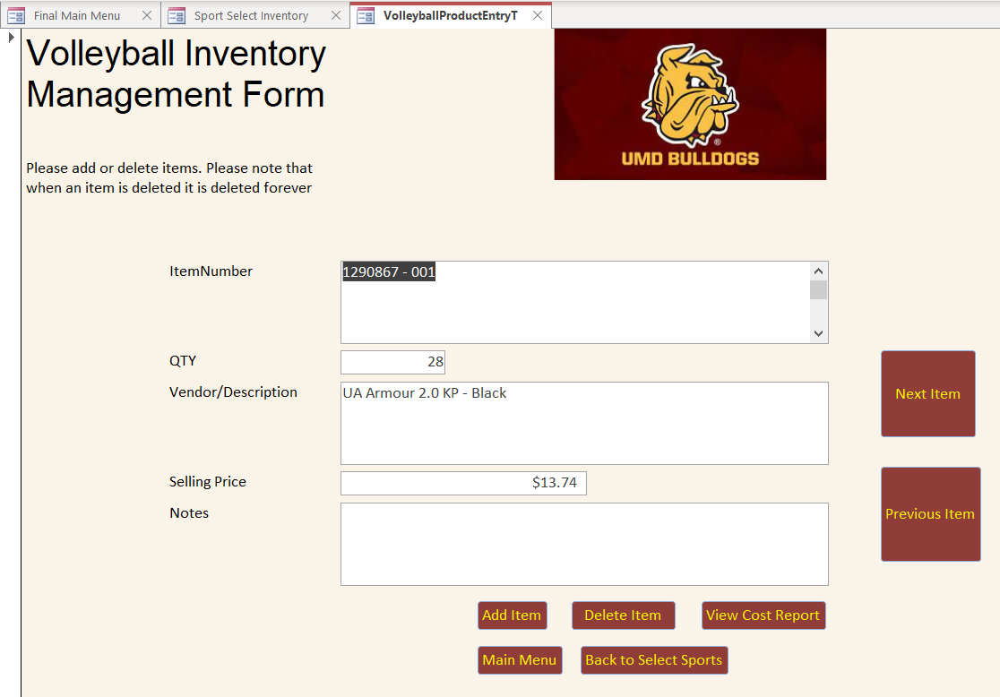 Final Main Menu
Sport Select Inventory
VolleyballProductEntryT
Volleyball Inventory
Management Form
®
UMD BULLDOGS
Please add or delete items. Please note that
when an item is deleted it is deleted forever
ItemNumber
1290867 - 001
QTY
28
Vendor/Description
UA Armour 2.0 KP - Black
Next Item
Selling Price
$13.74
Notes
Previous Item
Add Item
Delete Item
View Cost Report
Main Menu
Back to Select Sports